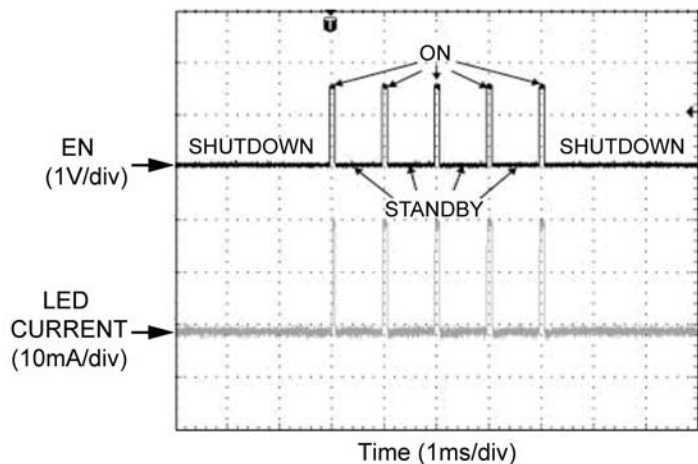 T
ON
EN
(1V/div)
SHUTDOWN
SHUTDOWN
STANDBY
LED
CURRENT
(10mA/div)
Time (1ms/div)